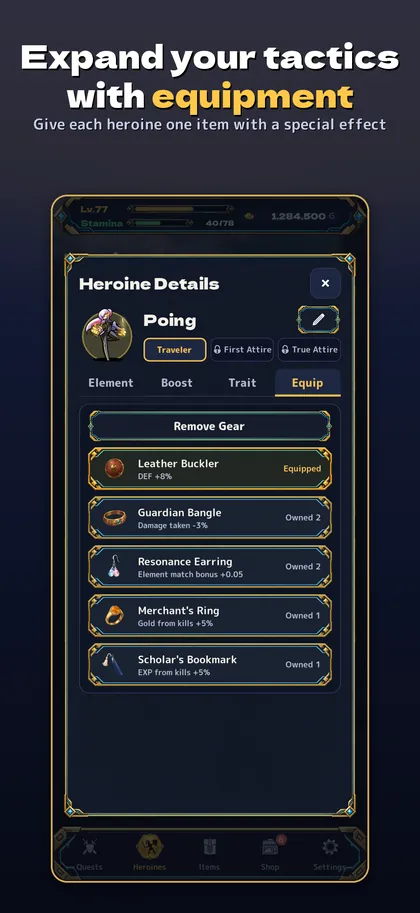 Expand your tactics
with equipment
Give each heroine one item with a special effect
Lv.77
Stamina 40/78
1,284,500 G
Heroine Details
Poing
Traveler
First Attire
True Attire
Element Boost Trait Equip
Remove Gear
Leather Buckler
DEF +8%
Equipped
Guardian Bangle
Damage taken -3%
Owned 2
Resonance Earring
Element match bonus +0.05
Owned 2
Merchant's Ring
Gold from kills +5%
Owned 1
Scholar's Bookmark
EXP from kills +5%
Owned 1
Quests Heroines Items Shop Settings